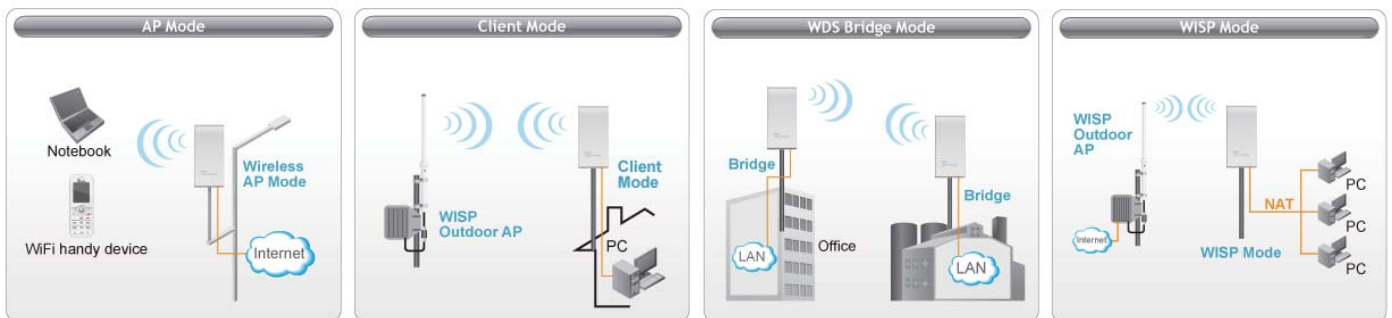 AP Mode
Notebook
Wireless
AP Mode
WiFi handy device
Internet
Client Mode
Client
Mode
WISP
Outdoor AP
PC
WDS Bridge Mode
Bridge
Bridge
LAN
Office
LAN
WISP Mode
WISP
Outdoor
AP
PC
NAT
PC
Internet
WISP Mode
PC